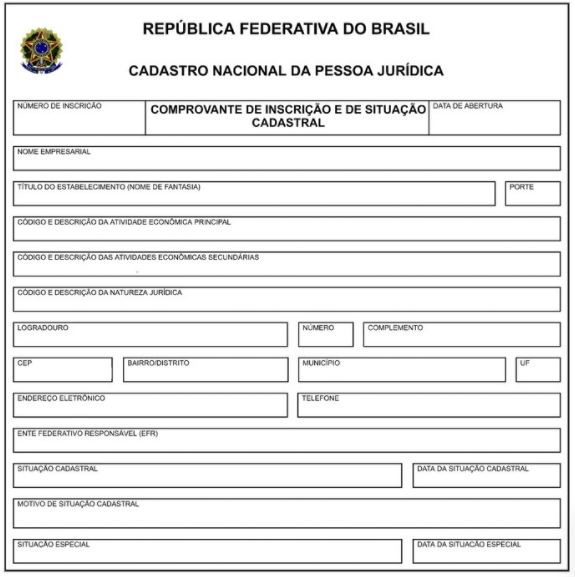 REPÚBLICA FEDERATIVA DO BRASIL
CADASTRO NACIONAL DA PESSOA JURÍDICA
NÚMERO DE INSCRIÇÃO
COMPROVANTE DE INSCRIÇÃO E DE SITUAÇÃO
CADASTRAL
DATA DE ABERTURA
NOME EMPRESARIAL
TÍTULO DO ESTABELECIMENTO (NOME DE FANTASIA)
PORTE
CÓDIGO E DESCRIÇÃO DA ATIVIDADE ECONÔMICA PRINCIPAL
CÓDIGO E DESCRIÇÃO DAS ATIVIDADES ECONÔMICAS SECUNDÁRIAS
CÓDIGO E DESCRIÇÃO DA NATUREZA JURÍDICA
LOGRADOURO
NÚMERO
COMPLEMENTO
CEP
BAIRRO/DISTRITO
MUNICÍPIO
UF
ENDEREÇO ELETRÔNICO
TELEFONE
ENTE FEDERATIVO RESPONSÁVEL (EFR)
SITUAÇÃO CADASTRAL
DATA DA SITUAÇÃO CADASTRAL
MOTIVO DE SITUAÇÃO CADASTRAL
SITUAÇÃO ESPECIAL
DATA DA SITUACÃO ESPECIAL